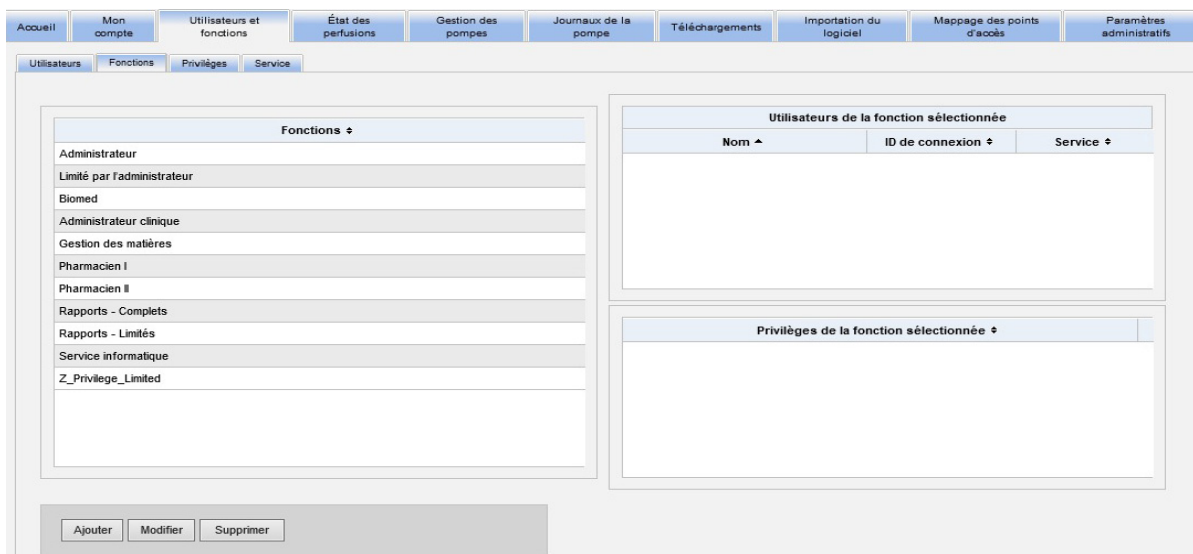 Accueil
Mon compte
Utilisateurs et fonctions
État des perfusions
Gestion des pompes
Journaux de la pompe
Téléchargements
Importation du logiciel
Mappage des points d'accès
Paramètres administratifs
Utilisateurs
Fonctions
Privilèges
Service
Fonctions
Administrateur
Limité par l'administrateur
Biomed
Administrateur clinique
Gestion des matières
Pharmacien I
Pharmacien II
Rapports - Complets
Rapports - Limités
Service informatique
Z_Privilege_Limited
Utilisateurs de la fonction sélectionnée
Nom
ID de connexion
Service
Privilèges de la fonction sélectionnée
Ajouter
Modifier
Supprimer